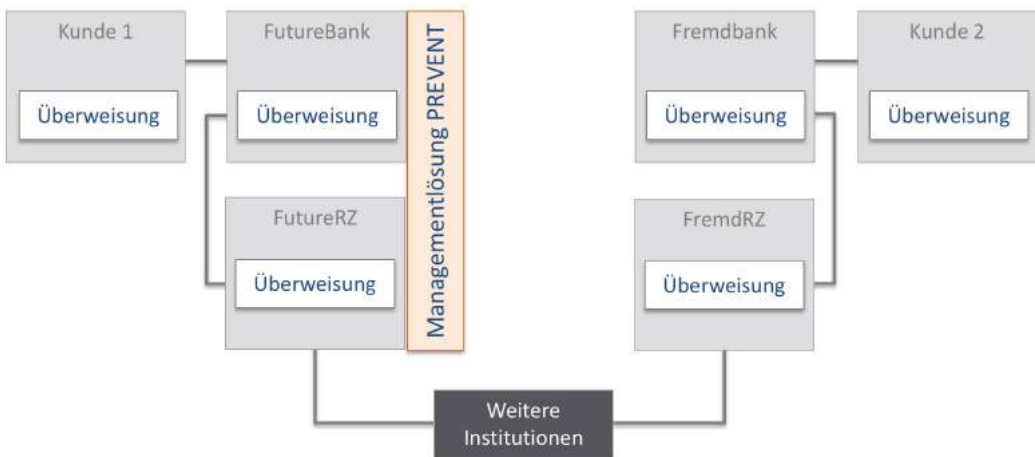 Kunde 1
FutureBank
Fremdbank
Kunde 2
Überweisung
Überweisung
Überweisung
Überweisung
Managementlösung PREVENT
FutureRZ
FremdRZ
Überweisung
Überweisung
Weitere
Institutionen